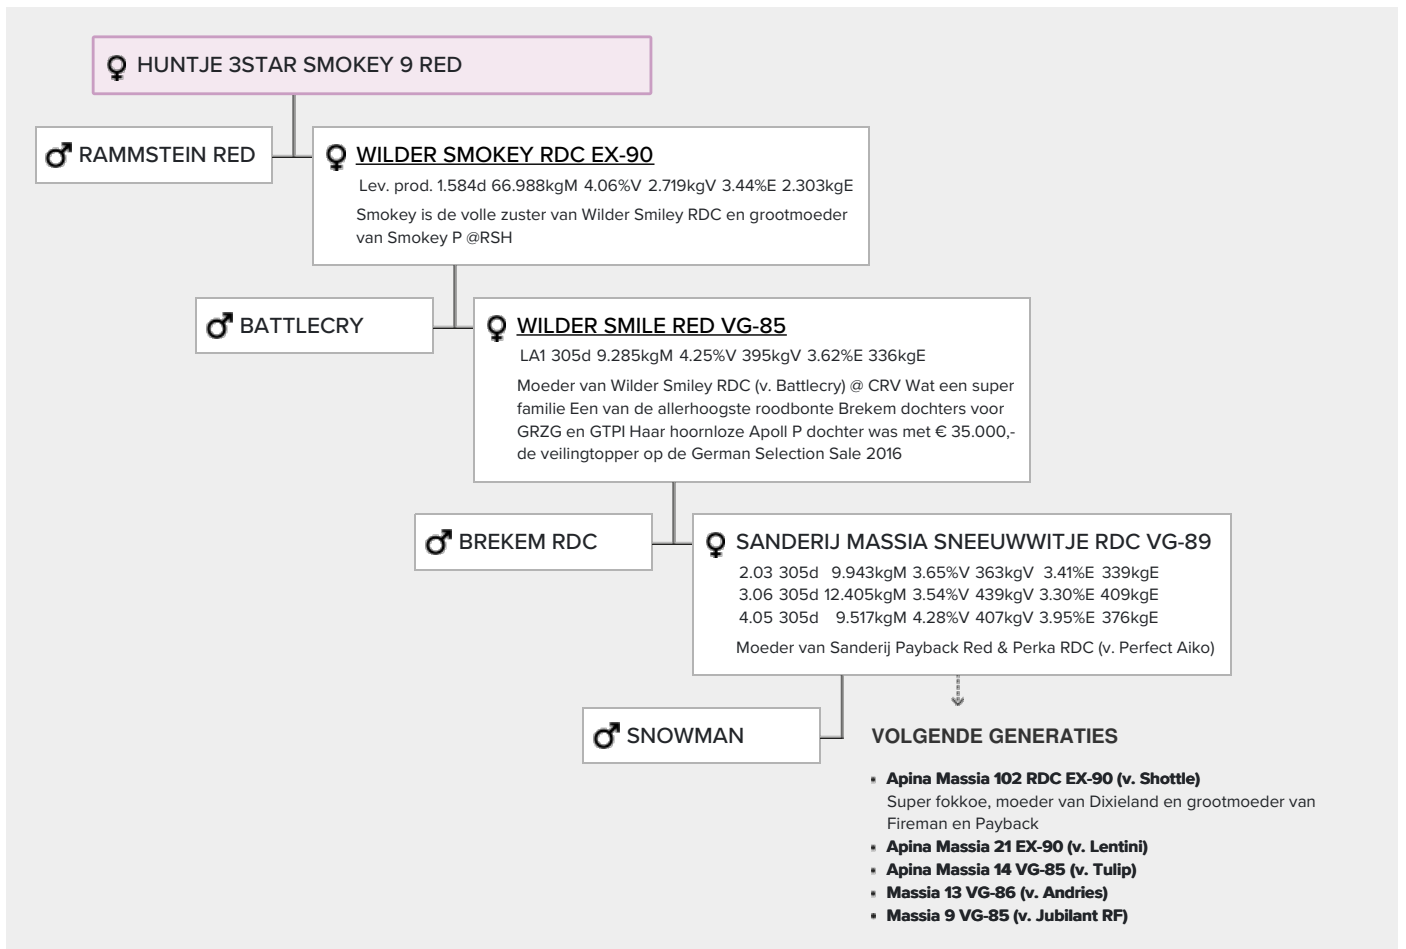 HUNTJE 3STAR SMOKEY 9 RED
RAMMSTEIN RED
WILDER SMOKEY RDC EX-90
Lev. prod. 1.584d 66.988kgM 4.06%V 2.719kgV 3.44%E 2.303kgE
Smokey is de volle zuster van Wilder Smiley RDC en grootmoeder
van Smokey P @RSH
BATTLECRY
WILDER SMILE RED VG-85
LA1 305d 9.285kgM 4.25%V 395kgV 3.62%E 336kgE
Moeder van Wilder Smiley RDC (v. Battlecry) @ CRV Wat een super
familie Een van de allerhoogste roodbonte Brekem dochters voor
GRZG en GTPI Haar hoornloze Apoll P dochter was met € 35.000,-
de veilingtopper op de German Selection Sale 2016
BREKEM RDC
SANDERIJ MASSIA SNEEUWWITJE RDC VG-89
2.03 305d 9.943kgM 3.65%V 363kgV 3.41%E 339kgE
3.06 305d 12.405kgM 3.54%V 439kgV 3.30%E 409kgE
4.05 305d 9.517kgM 4.28%V 407kgV 3.95%E 376kgE
Moeder van Sanderij Payback Red & Perka RDC (v. Perfect Aiko)
SNOWMAN
VOLGENDE GENERATIES
Apina Massia 102 RDC EX-90 (v. Shottle)
Super fokkoe, moeder van Dixieland en grootmoeder van
Fireman en Payback
Apina Massia 21 EX-90 (v. Lentini)
Apina Massia 14 VG-85 (v. Tulip)
Massia 13 VG-86 (v. Andries)
Massia 9 VG-85 (v. Jubilant RF)